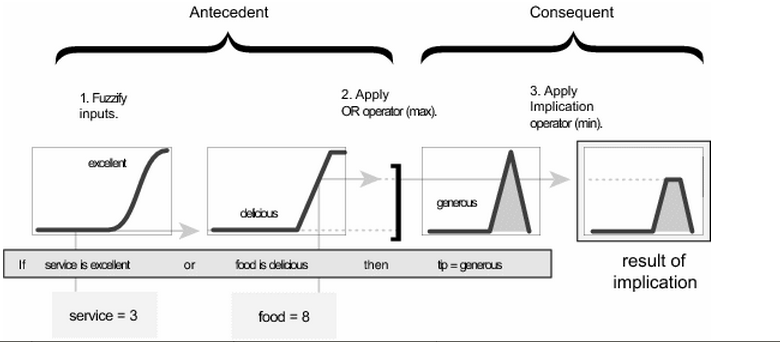 Antecedent
Consequent
1. Fuzzify
inputs.
2. Apply
OR operator (max).
3. Apply
Implication
operator (min).
excellent
delicious
generous
If service is excellent or food is delicious then tip = generous
result of
implication
service = 3
food = 8